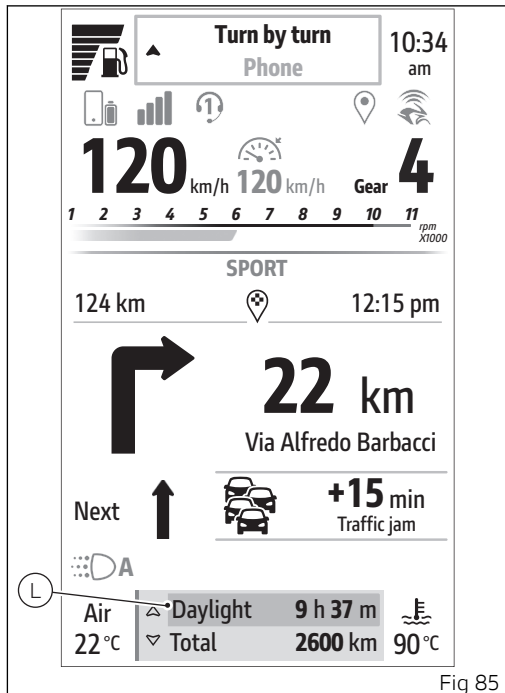 Turn by turn
Phone
10:34
am
1
120 km/h 120 km/h Gear 4
1 2 3 4 5 6 7 8 9 10 11
rpm
X1000
SPORT
124 km 12:15 pm
22 km
Via Alfredo Barbacci
Next
+15 min
Traffic jam
A
L
Air
22 °C
Daylight 9 h 37 m
Total 2600 km
90 °C
Fig 85